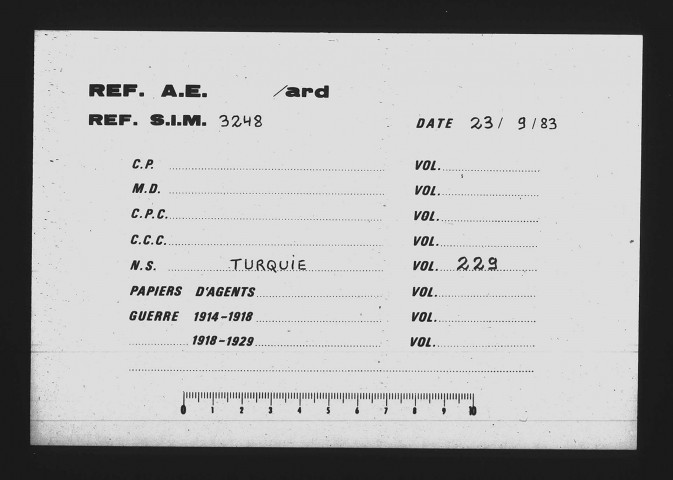 REF. A.E. /ard
REF. S.I.M. 3248 DATE 23/ 9/83
C.P. VOL.
M.D. VOL.
C.P.C. VOL.
C.C.C. VOL.
N.S. TURQUIE VOL. 229
PAPIERS D'AGENTS VOL.
GUERRE 1914-1918 VOL.
1918-1929 VOL.
0 1 2 3 4 5 6 7 8 9 10